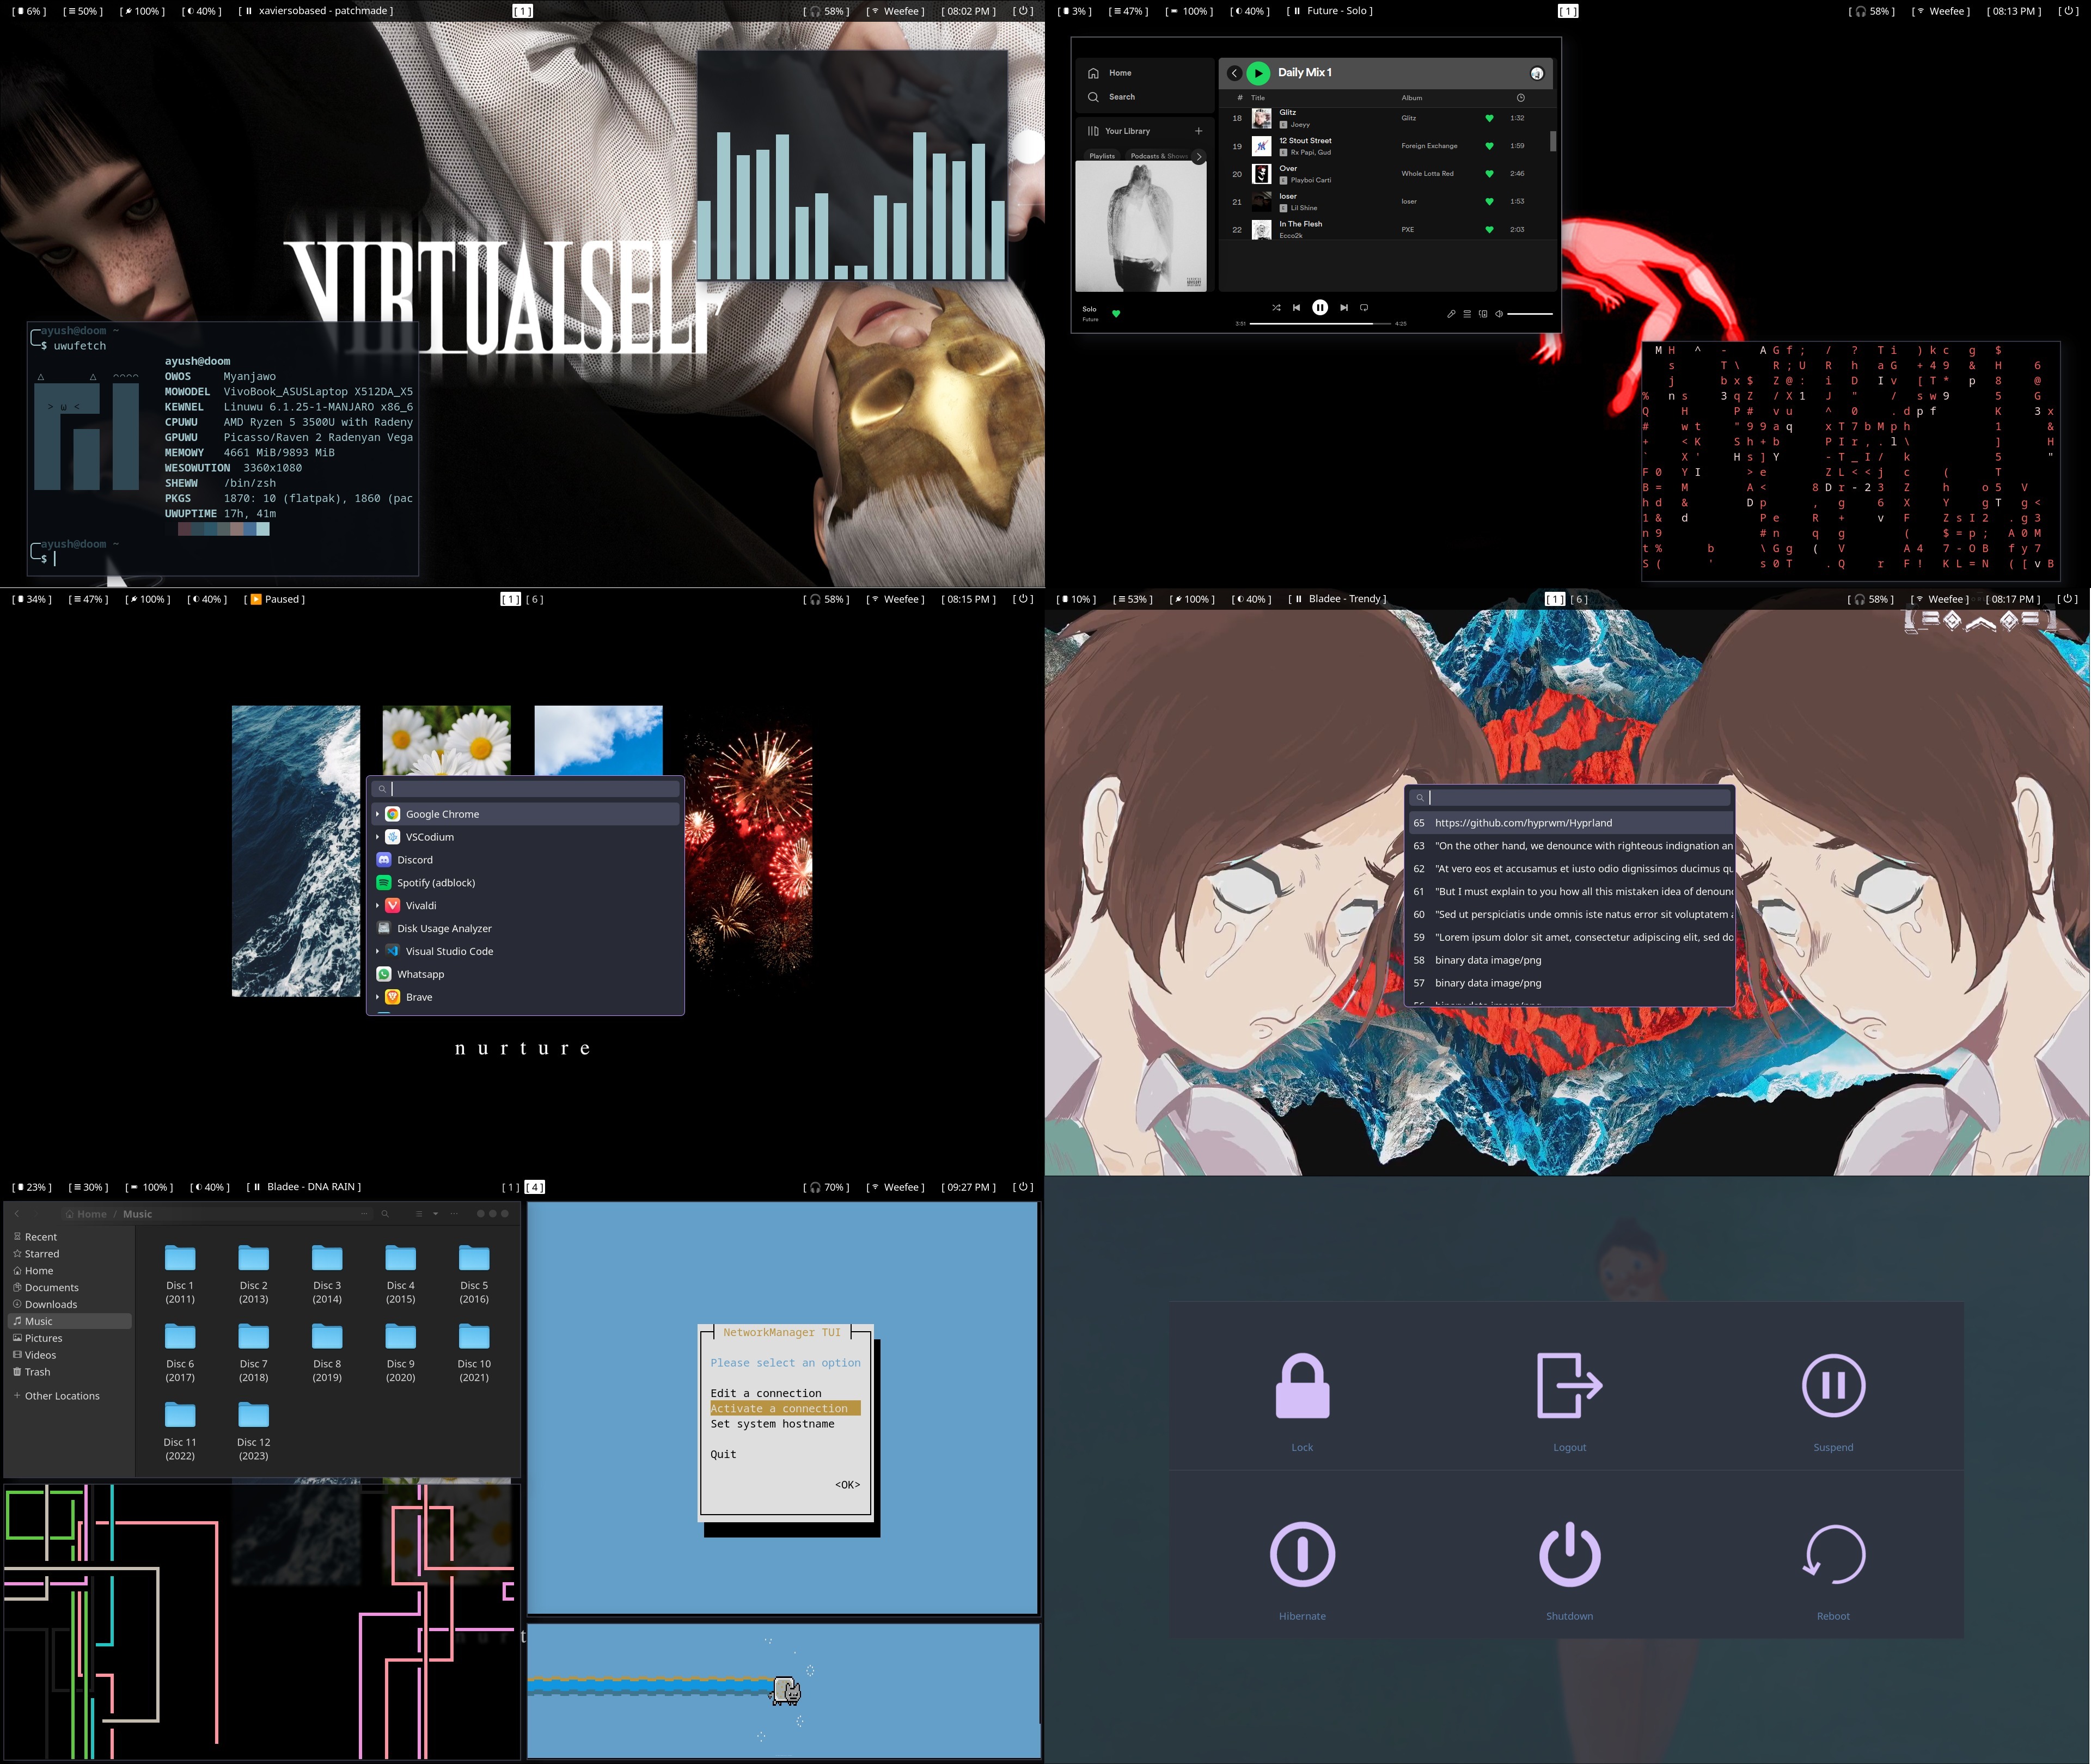 [ 6% ] [ 50% ] [ 100% ] [ 40% ] [ xaviersobased - patchmade ] [ 1 ] [ 58% ] [ Weefee ] [ 08:02 PM ] [ ]
VIRTUALSELF
ayush@doom ~
$ uwufetch
ayush@doom
OWOS Myanjawo
MOWODEL VivoBook_ASUSLaptop X512DA_X5
KEWNEL Linuwu 6.1.25-1-MANJARO x86_6
CPUWU AMD Ryzen 5 3500U with Radeny
GPUWU Picasso/Raven 2 Radenyan Vega
MEMOWY 4661 MiB/9893 MiB
WESOWUTION 3360x1080
SHEWW /bin/zsh
PKGS 1870: 10 (flatpak), 1860 (pac
UWUPTIME 17h, 41m
> ω <
ayush@doom ~
$
[ 3% ] [ 47% ] [ 100% ] [ 40% ] [ Future - Solo ] [ 1 ] [ 58% ] [ Weefee ] [ 08:13 PM ] [ ]
Home
Search
Your Library +
Playlists Podcasts & Shows
Daily Mix 1
# Title Album
18 Glitz Glitz 1:32
E Joeyy
19 12 Stout Street Foreign Exchange 1:59
E Rx Papi, Gud
20 Over Whole Lotta Red 2:46
E Playboi Carti
21 loser loser 1:53
E Lil Shine
22 In The Flesh PXE 2:03
Ecco2k
Solo
Future
3:51 4:25
[ 34% ] [ 47% ] [ 100% ] [ 40% ] [ Paused ] [ 1 ] [ 6 ] [ 58% ] [ Weefee ] [ 08:15 PM ] [ ]
Google Chrome
VSCodium
Discord
Spotify (adblock)
Vivaldi
Disk Usage Analyzer
Visual Studio Code
Whatsapp
Brave
nurture
[ 10% ] [ 53% ] [ 100% ] [ 40% ] [ Bladee - Trendy ] [ 1 ] [ 6 ] [ 58% ] [ Weefee ] [ 08:17 PM ] [ ]
65 https://github.com/hyprwm/Hyprland
63 "On the other hand, we denounce with righteous indignation an
62 "At vero eos et accusamus et iusto odio dignissimos ducimus qu
61 "But I must explain to you how all this mistaken idea of denounc
60 "Sed ut perspiciatis unde omnis iste natus error sit voluptatem a
59 "Lorem ipsum dolor sit amet, consectetur adipiscing elit, sed do
58 binary data image/png
57 binary data image/png
56 binary data image/png
[ 23% ] [ 30% ] [ 100% ] [ 40% ] [ Bladee - DNA RAIN ] [ 1 ] [ 4 ] [ 70% ] [ Weefee ] [ 09:27 PM ] [ ]
Home / Music
Recent
Starred
Home
Documents
Downloads
Music
Pictures
Videos
Trash
+ Other Locations
Disc 1 Disc 2 Disc 3 Disc 4 Disc 5
(2011) (2013) (2014) (2015) (2016)
Disc 6 Disc 7 Disc 8 Disc 9 Disc 10
(2017) (2018) (2019) (2020) (2021)
Disc 11 Disc 12
(2022) (2023)
n u r t
NetworkManager TUI
Please select an option
Edit a connection
Activate a connection
Set system hostname
Quit
<OK>
Lock Logout Suspend
Hibernate Shutdown Reboot